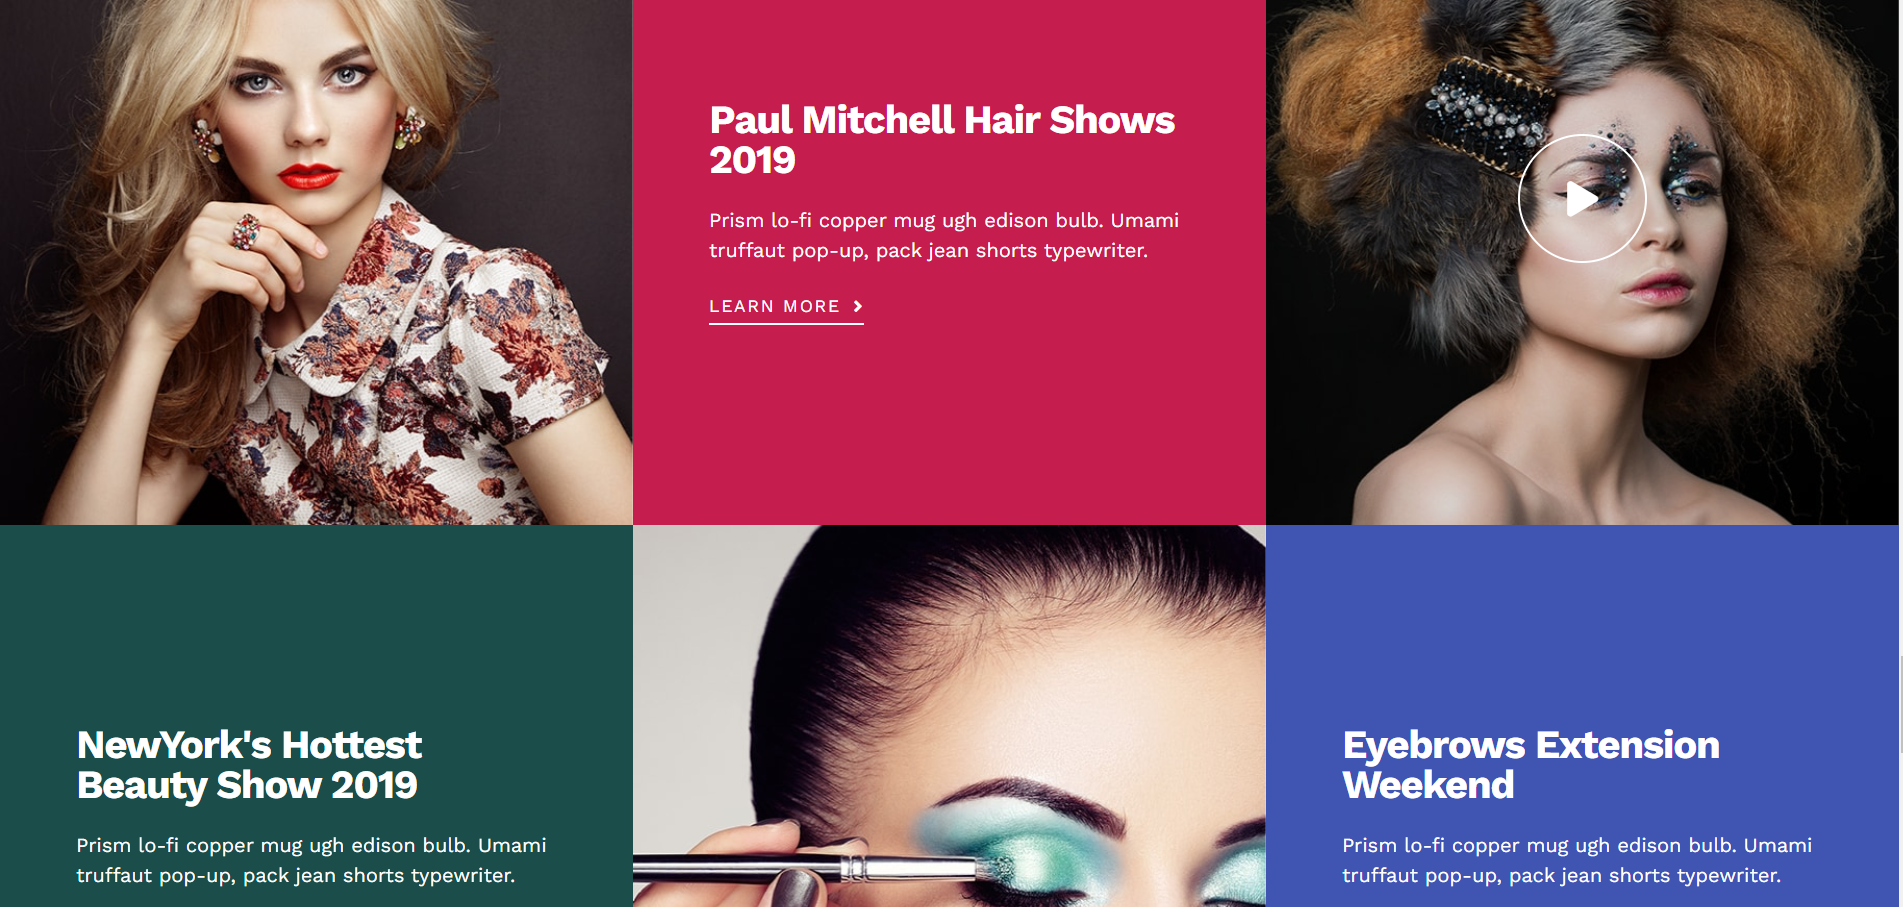 Paul Mitchell Hair Shows
2019
Prism lo-fi copper mug ugh edison bulb. Umami
truffaut pop-up, pack jean shorts typewriter.
LEARN MORE
NewYork's Hottest
Beauty Show 2019
Prism lo-fi copper mug ugh edison bulb. Umami
truffaut pop-up, pack jean shorts typewriter.
Eyebrows Extension
Weekend
Prism lo-fi copper mug ugh edison bulb. Umami
truffaut pop-up, pack jean shorts typewriter.